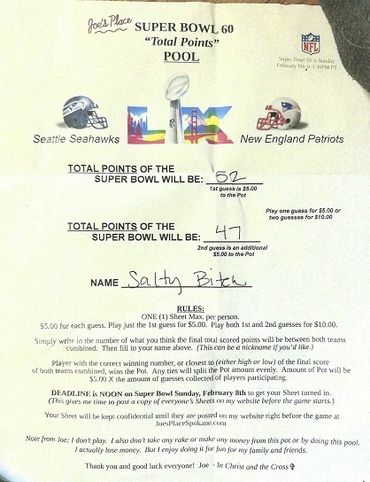 Joe's Place
SUPER BOWL 60
"Total Points"
POOL
NFL
Super Bowl is Sunday
February 8th at 3:30PM PT
LX
Seattle Seahawks
New England Patriots
TOTAL POINTS OF THE
SUPER BOWL WILL BE: 52
1st guess is $5.00
to the Pot
Play one guess for $5.00 or
two guesses for $10.00
TOTAL POINTS OF THE
SUPER BOWL WILL BE: 47
2nd guess is an additional
$5.00 to the Pot
NAME Salty Bitch
RULES:
ONE (1) Sheet Max. per person.
$5.00 for each guess. Play just the 1st guess for $5.00. Play both 1st and 2nd guesses for $10.00.
Simply write in the number of what you think the final total scored points will be between both teams
combined. Then fill in your name above. (This can be a nickname if you'd like.)
Player with the correct winning number, or closest to (either high or low) of the final score
of both teams combined, wins the Pot. Any ties will split the Pot amount evenly. Amount of Pot will be
$5.00 X the amount of guesses collected of players participating.
DEADLINE is NOON on Super Bowl Sunday, February 8th to get your Sheet turned in.
(This gives me time to post a copy of everyone's Sheets on my website before the game starts.)
Your Sheet will be kept confidential until they are posted on my website right before the game at
JoesPlaceSpokane.com
Note from Joe: I don't play. I also don't take any rake or make any money from this pot or by doing this pool.
I actually lose money. But I enjoy doing it for fun for my family and friends.
Thank you and good luck everyone! Joe - In Christ and the Cross ✞